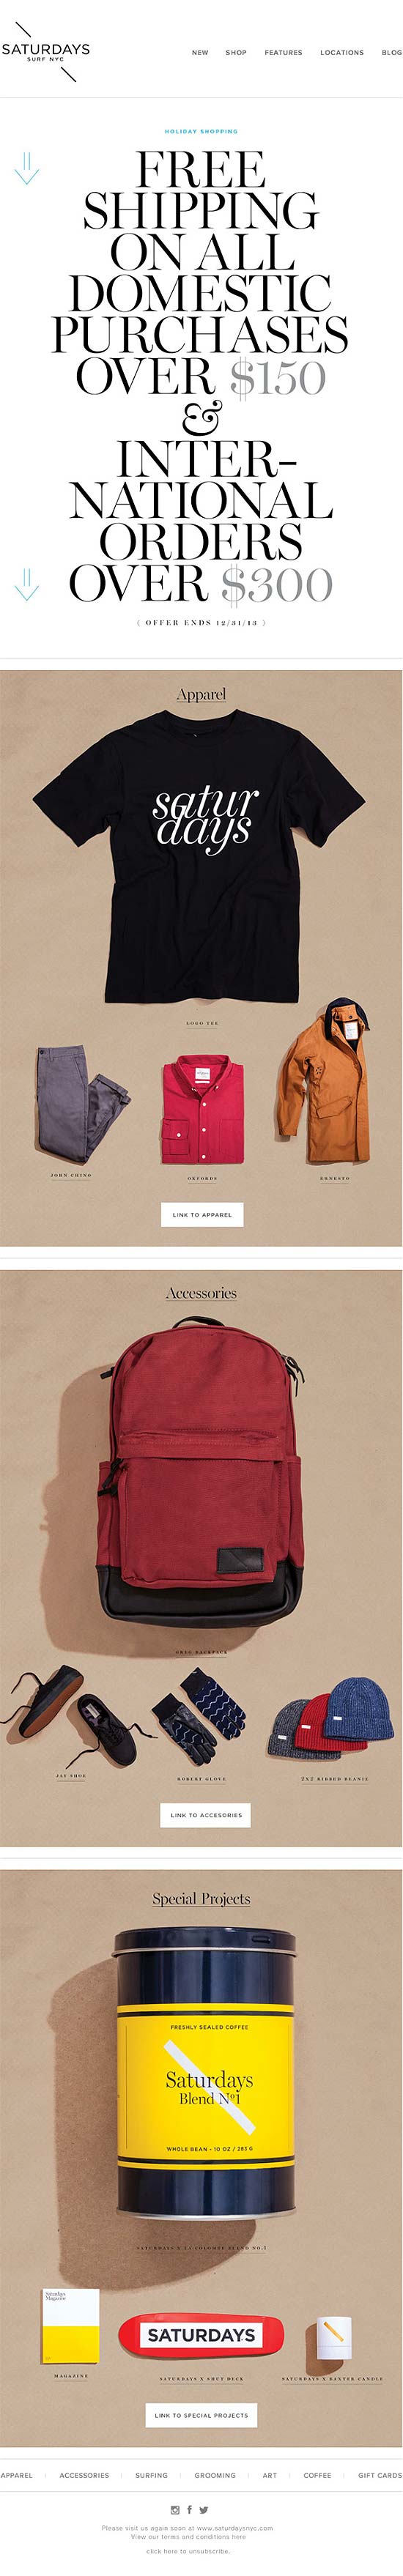 SATURDAYS
SURF NYC
NEW SHOP FEATURES LOCATIONS BLOG
HOLIDAY SHOPPING
FREE
SHIPPING
ON ALL
DOMESTIC
PURCHASES
OVER $150
&
INTER-
NATIONAL
ORDERS
OVER $300
( OFFER ENDS 12/31/13 )
Apparel
satur
days
LOGO TEE
JOHN CHINO
OXFORDS
ERNESTO
LINK TO APPAREL
Accessories
GREG BACKPACK
JAY SHOE
ROBERT GLOVE
2X2 RIBBED BEANIE
LINK TO ACCESORIES
Special Projects
FRESHLY SEALED COFFEE
Saturdays
Blend Nº1
WHOLE BEAN • 10 OZ / 283 G
SATURDAYS X LA COLOMBE BLEND NO.1
Saturdays
Magazine
SATURDAYS
MAGAZINE
SATURDAYS X SHUT DECK
SATURDAYS X BAXTER CANDLE
LINK TO SPECIAL PROJECTS
APPAREL | ACCESSORIES | SURFING | GROOMING | ART | COFFEE | GIFT CARDS
Please visit us again soon at www.saturdaysnyc.com
View our terms and conditions here
click here to unsubscribe.